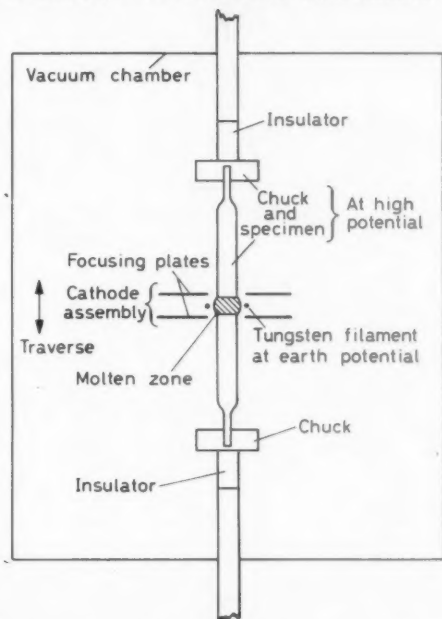 Vacuum chamber
Insulator
Chuck
and
specimen
At high
potential
Focusing plates
Cathode
assembly
Traverse
Tungsten filament
at earth potential
Molten zone
Chuck
Insulator